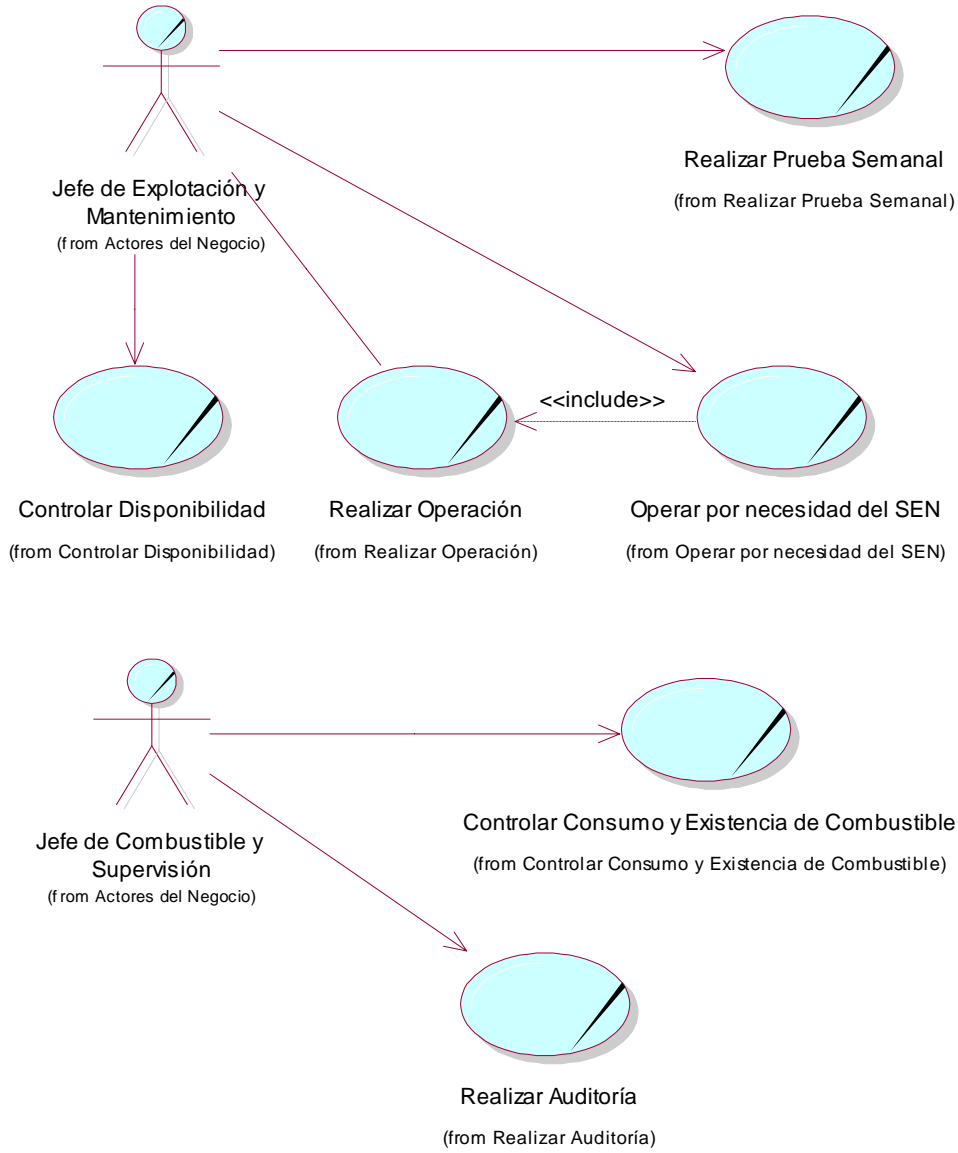 Realizar Prueba Semanal
(from Realizar Prueba Semanal)
Jefe de Explotación y
Mantenimiento
(from Actores del Negocio)
<<include>>
Controlar Disponibilidad
(from Controlar Disponibilidad)
Realizar Operación
(from Realizar Operación)
Operar por necesidad del SEN
(from Operar por necesidad del SEN)
Jefe de Combustible y
Supervisión
(from Actores del Negocio)
Controlar Consumo y Existencia de Combustible
(from Controlar Consumo y Existencia de Combustible)
Realizar Auditoría
(from Realizar Auditoría)